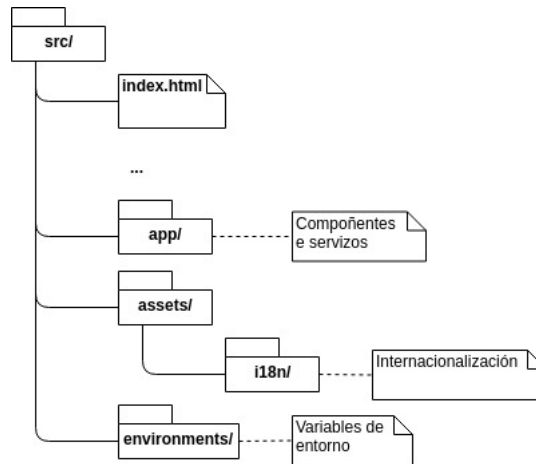 src/
index.html
...
app/
Compoñentes
e servizos
assets/
i18n/
Internacionalización
environments/
Variables de
entorno